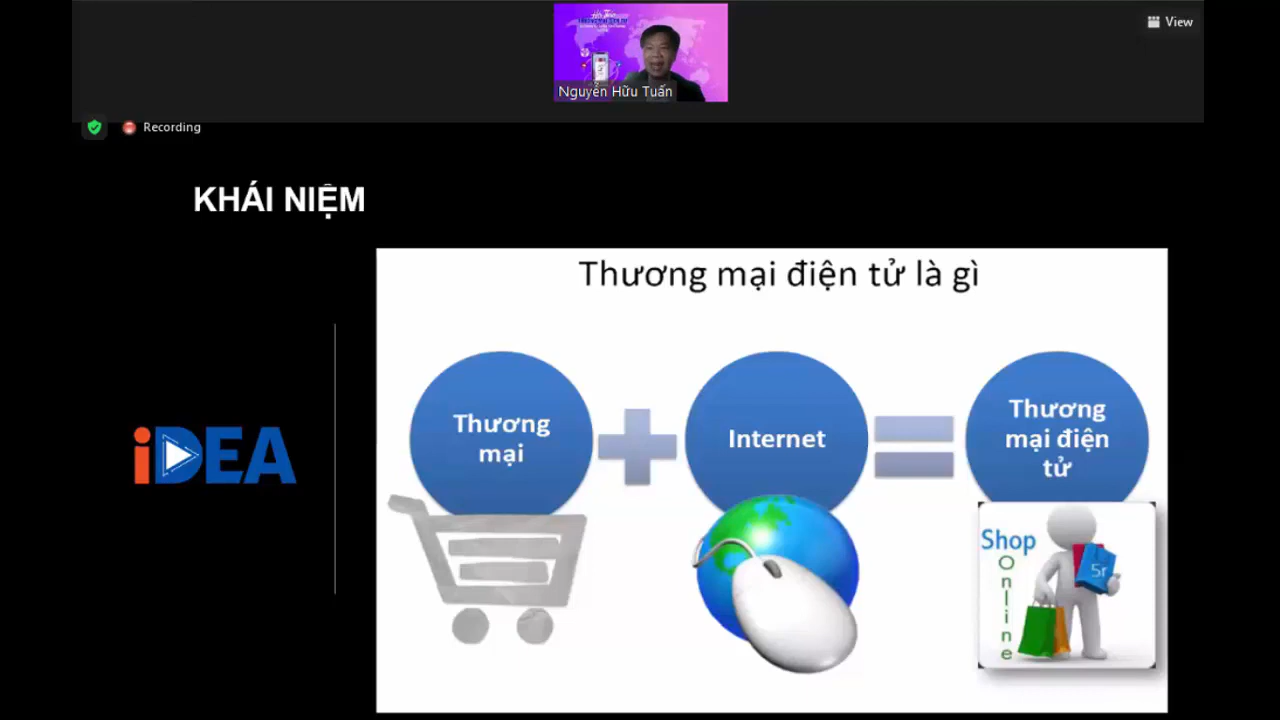 View
Nguyễn Hữu Tuấn
Recording
KHÁI NIỆM
Thương mại điện tử là gì
Thương
mại
Internet
Thương
mại điện
tử
iDEA
Shop
Online
5r